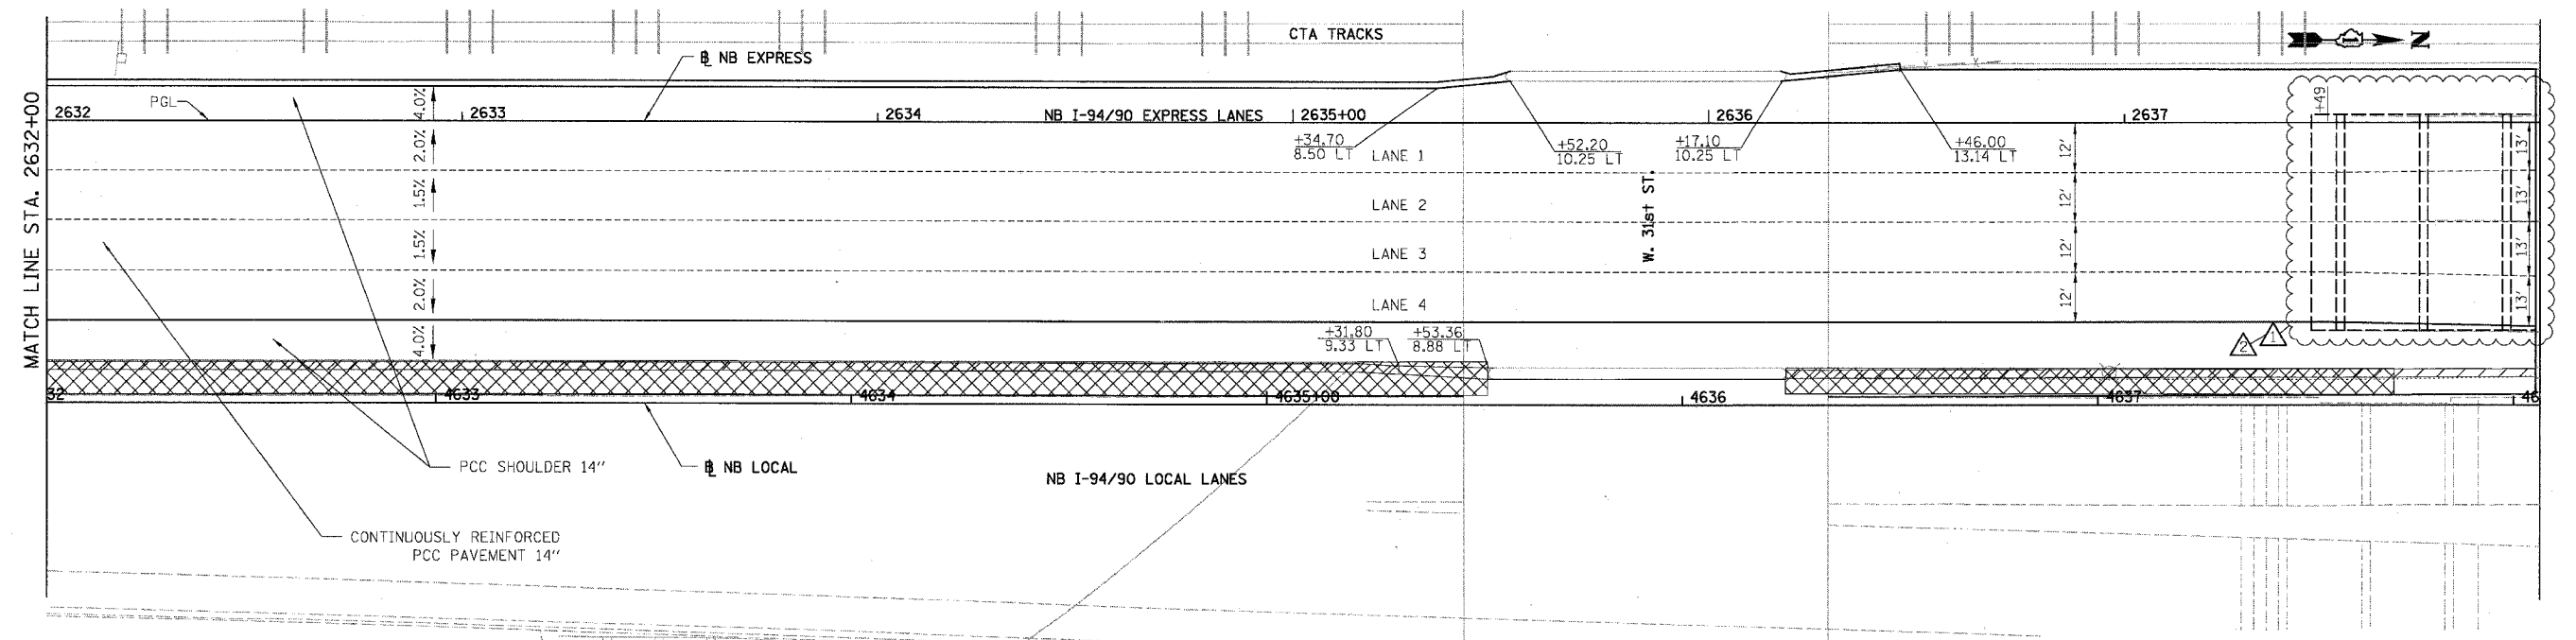 CTA TRACKS
N
1
℄ NB EXPRESS
MATCH LINE STA. 2632+00
PGL
4.0%
+49
2632
2633
2634
NB I-94/90 EXPRESS LANES
2635+00
2636
2637
+34.70
8.50 LT
+52.20
10.25 LT
+17.10
10.25 LT
+46.00
13.14 LT
2.0%
LANE 1
12'
13'
1.5%
LANE 2
W. 31st ST.
12'
13'
1.5%
LANE 3
12'
13'
2.0%
LANE 4
12'
13'
4.0%
+31.80
9.33 LT
+53.36
8.88 LT
2
1
32
4633
4634
4635+00
4636
4637
46
PCC SHOULDER 14"
℄ NB LOCAL
NB I-94/90 LOCAL LANES
CONTINUOUSLY REINFORCED
PCC PAVEMENT 14"